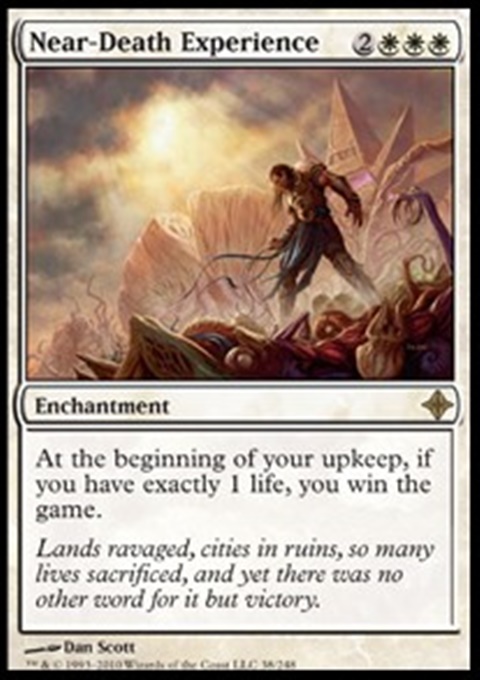 Near-Death Experience 2
Enchantment
At the beginning of your upkeep, if
you have exactly 1 life, you win the
game.
Lands ravaged, cities in ruins, so many
lives sacrificed, and yet there was no
other word for it but victory.
Dan Scott
™ & © 1993-2010 Wizards of the Coast LLC 38/248